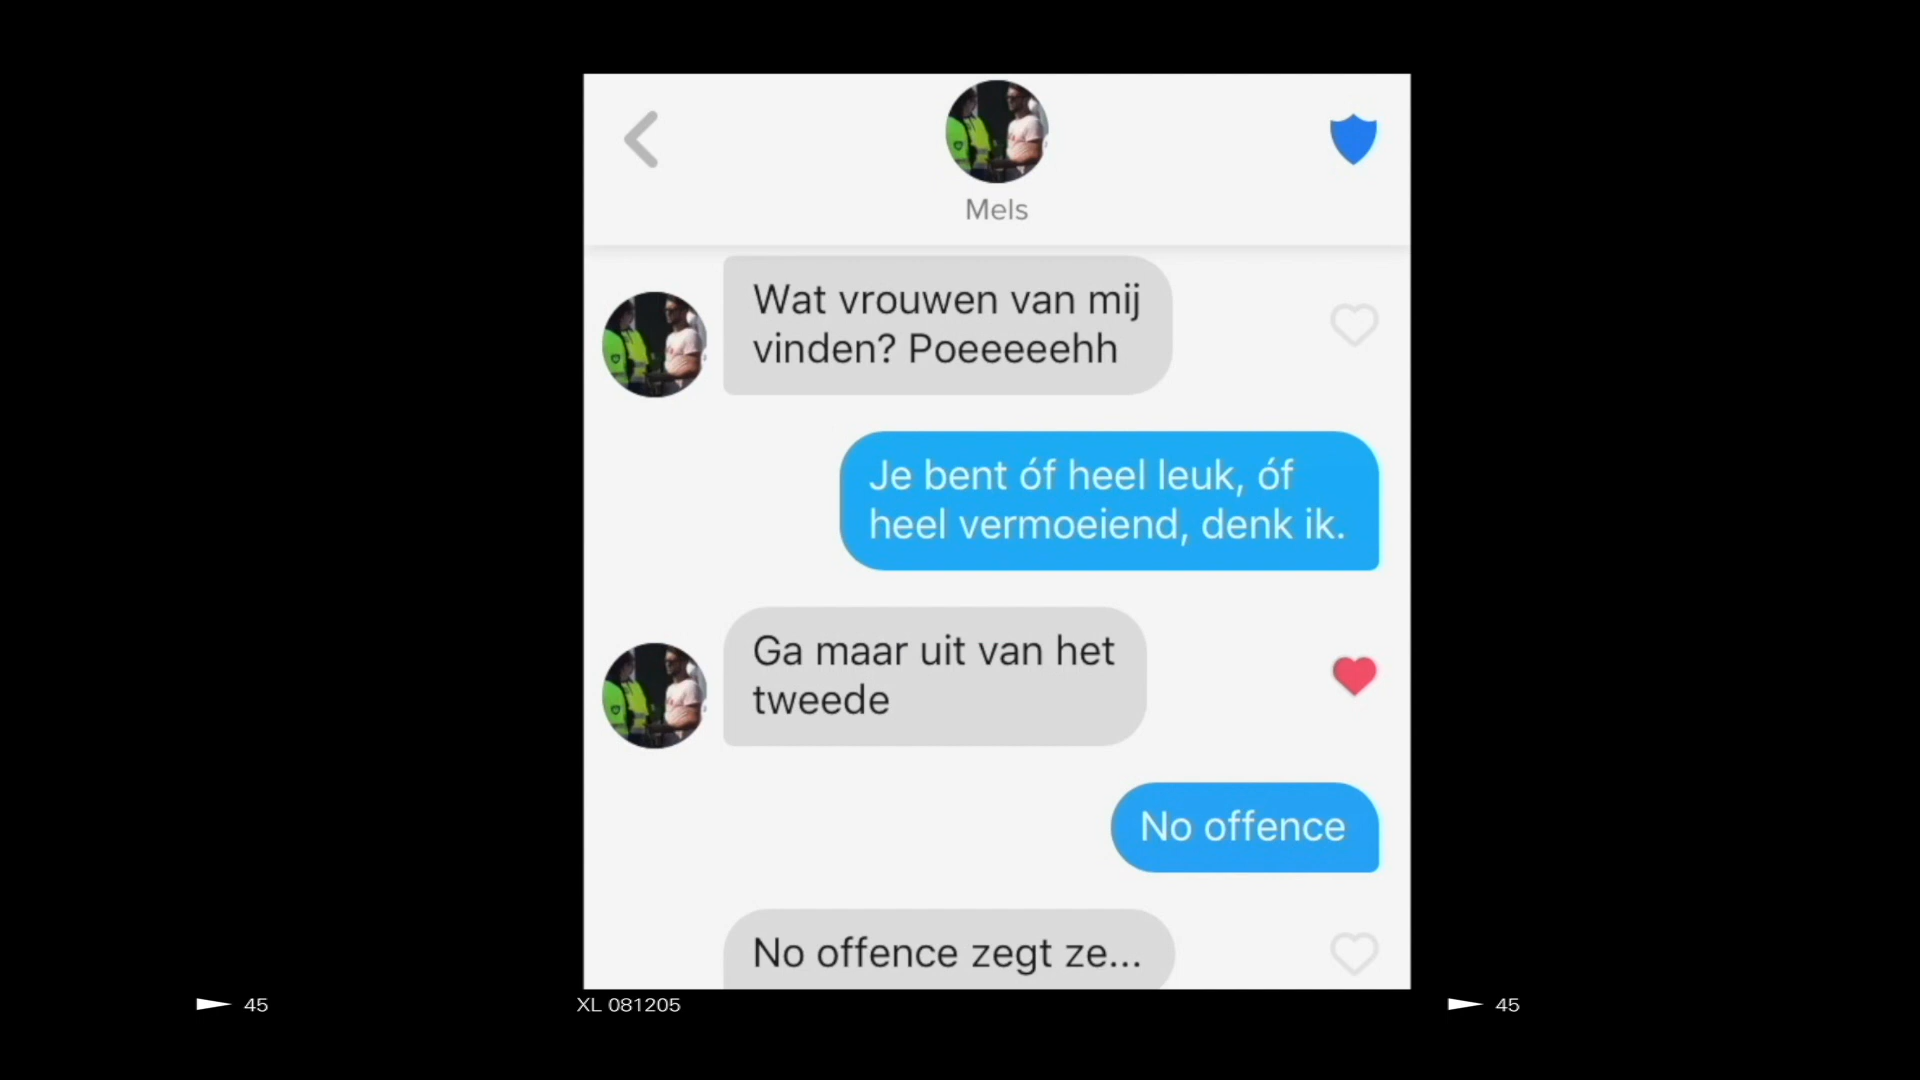 Mels
Wat vrouwen van mij
vinden? Poeeeeehh
Je bent óf heel leuk, óf
heel vermoeiend, denk ik.
Ga maar uit van het
tweede
No offence
No offence zegt ze...
45
XL 081205
45